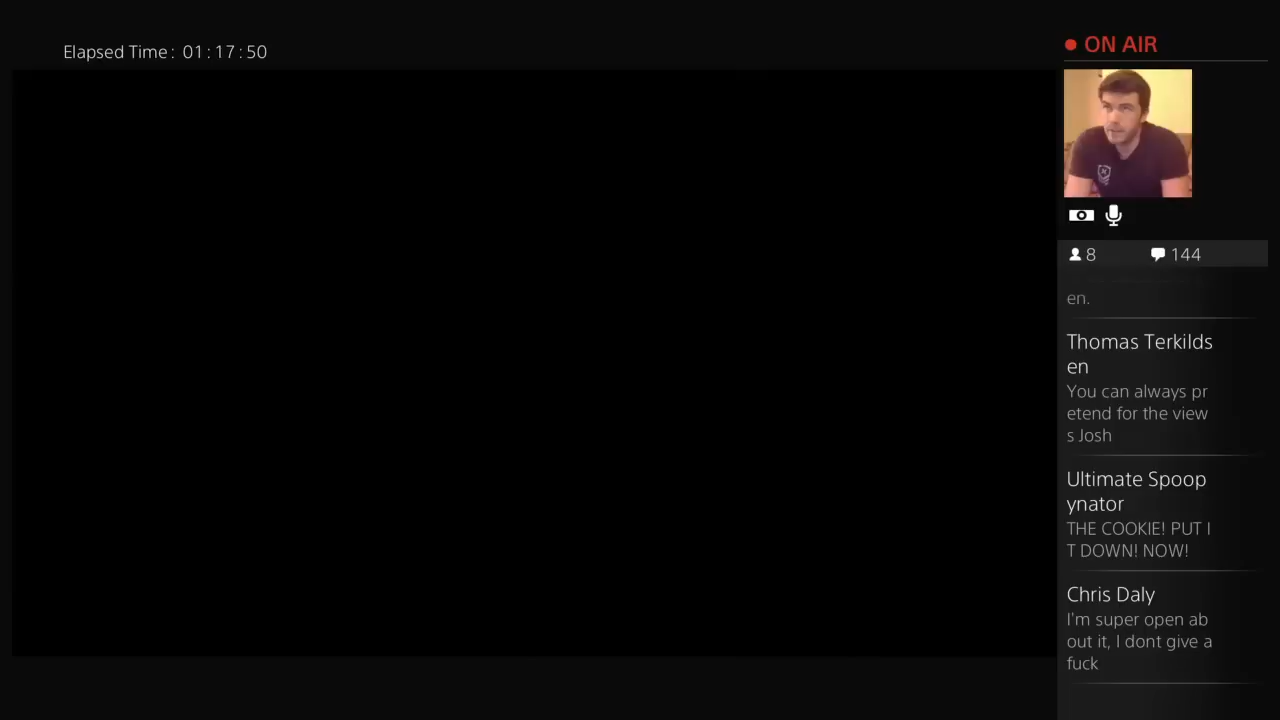 Elapsed Time: 01:17:50
ON AIR
8 144
en.
Thomas Terkilds
en
You can always pr
etend for the view
s Josh
Ultimate Spoop
ynator
THE COOKIE! PUT I
T DOWN! NOW!
Chris Daly
I'm super open ab
out it, I dont give a
fuck